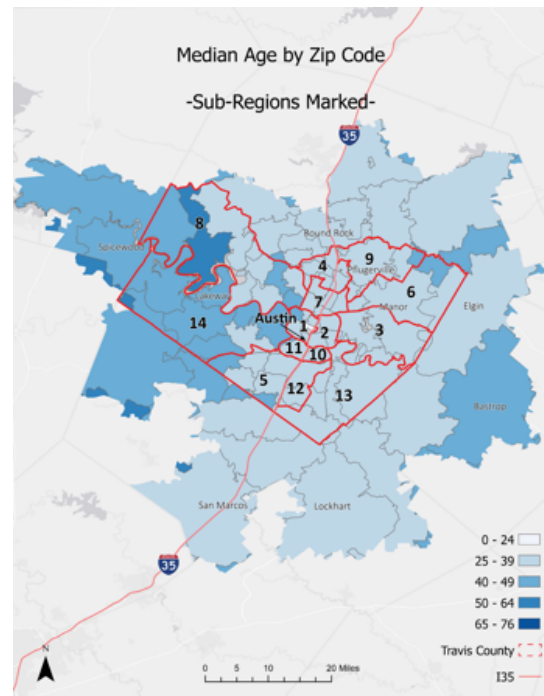 Median Age by Zip Code
-Sub-Regions Marked-
35
8
Round Rock
Spicewood
4
9
Pflugerville
6
Lakeway
7
Manor
Elgin
14
Austin
1
2
3
11
10
5
12
13
Bastrop
San Marcos
Lockhart
35
0 - 24
25 - 39
40 - 49
50 - 64
65 - 76
Travis County
I35
N
0 10 20 Miles